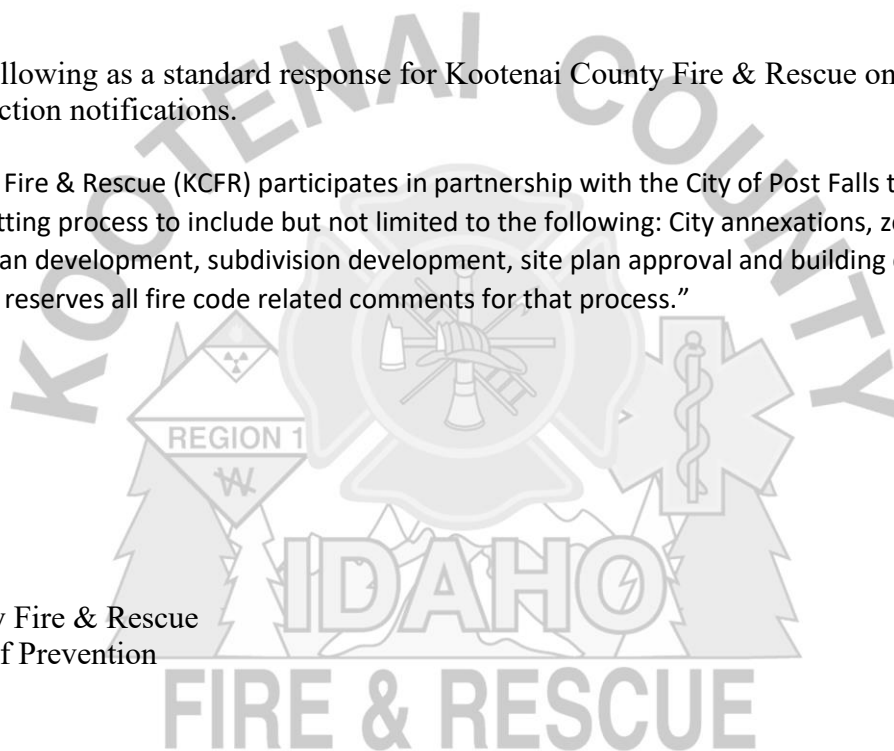 KOOTENAI COUNTY
llowing as a standard response for Kootenai County Fire & Rescue on
ction notifications.
Fire & Rescue (KCFR) participates in partnership with the City of Post Falls t
tting process to include but not limited to the following: City annexations, z
an development, subdivision development, site plan approval and building
reserves all fire code related comments for that process.”
REGION 1
W
IDAHO
y Fire & Rescue
f Prevention
FIRE & RESCUE